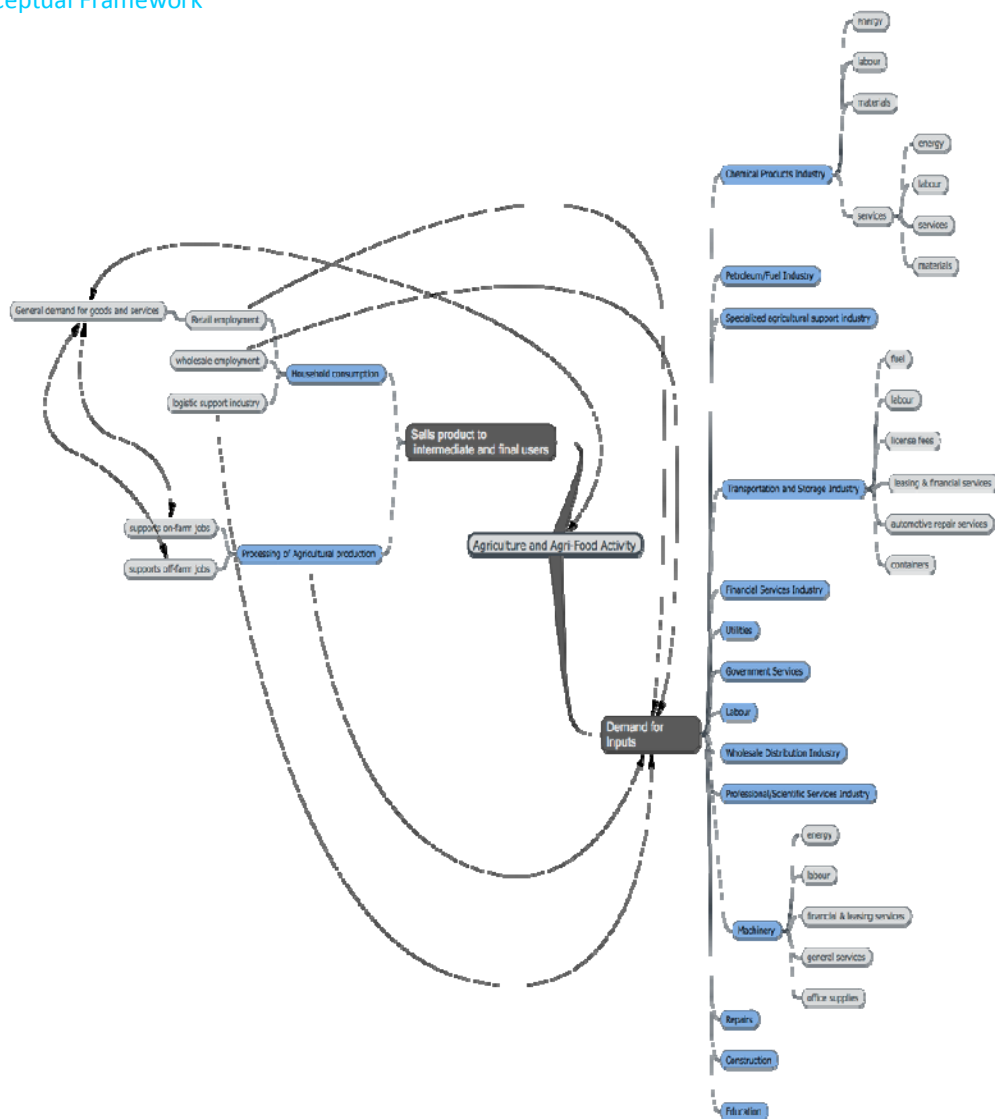 ceptual Framework
energy
labour
materials
Chemical Products Industry
services
energy
labour
services
materials
Petroleum/Fuel Industry
Specialized agricultural support industry
General demand for goods and services
Retail employment
wholesale employment
logistic support industry
Household consumption
Sells product to
intermediate and final users
supports on-farm jobs
supports off-farm jobs
Processing of Agricultural production
Agriculture and Agri-Food Activity
fuel
labour
license fees
Transportation and Storage Industry
leasing & financial services
automotive repair services
containers
Financial Services Industry
Utilities
Government Services
Labour
Demand for
Inputs
Wholesale Distribution Industry
Professional/Scientific Services Industry
energy
labour
financial & leasing services
Machinery
general services
office supplies
Repairs
Construction
Education